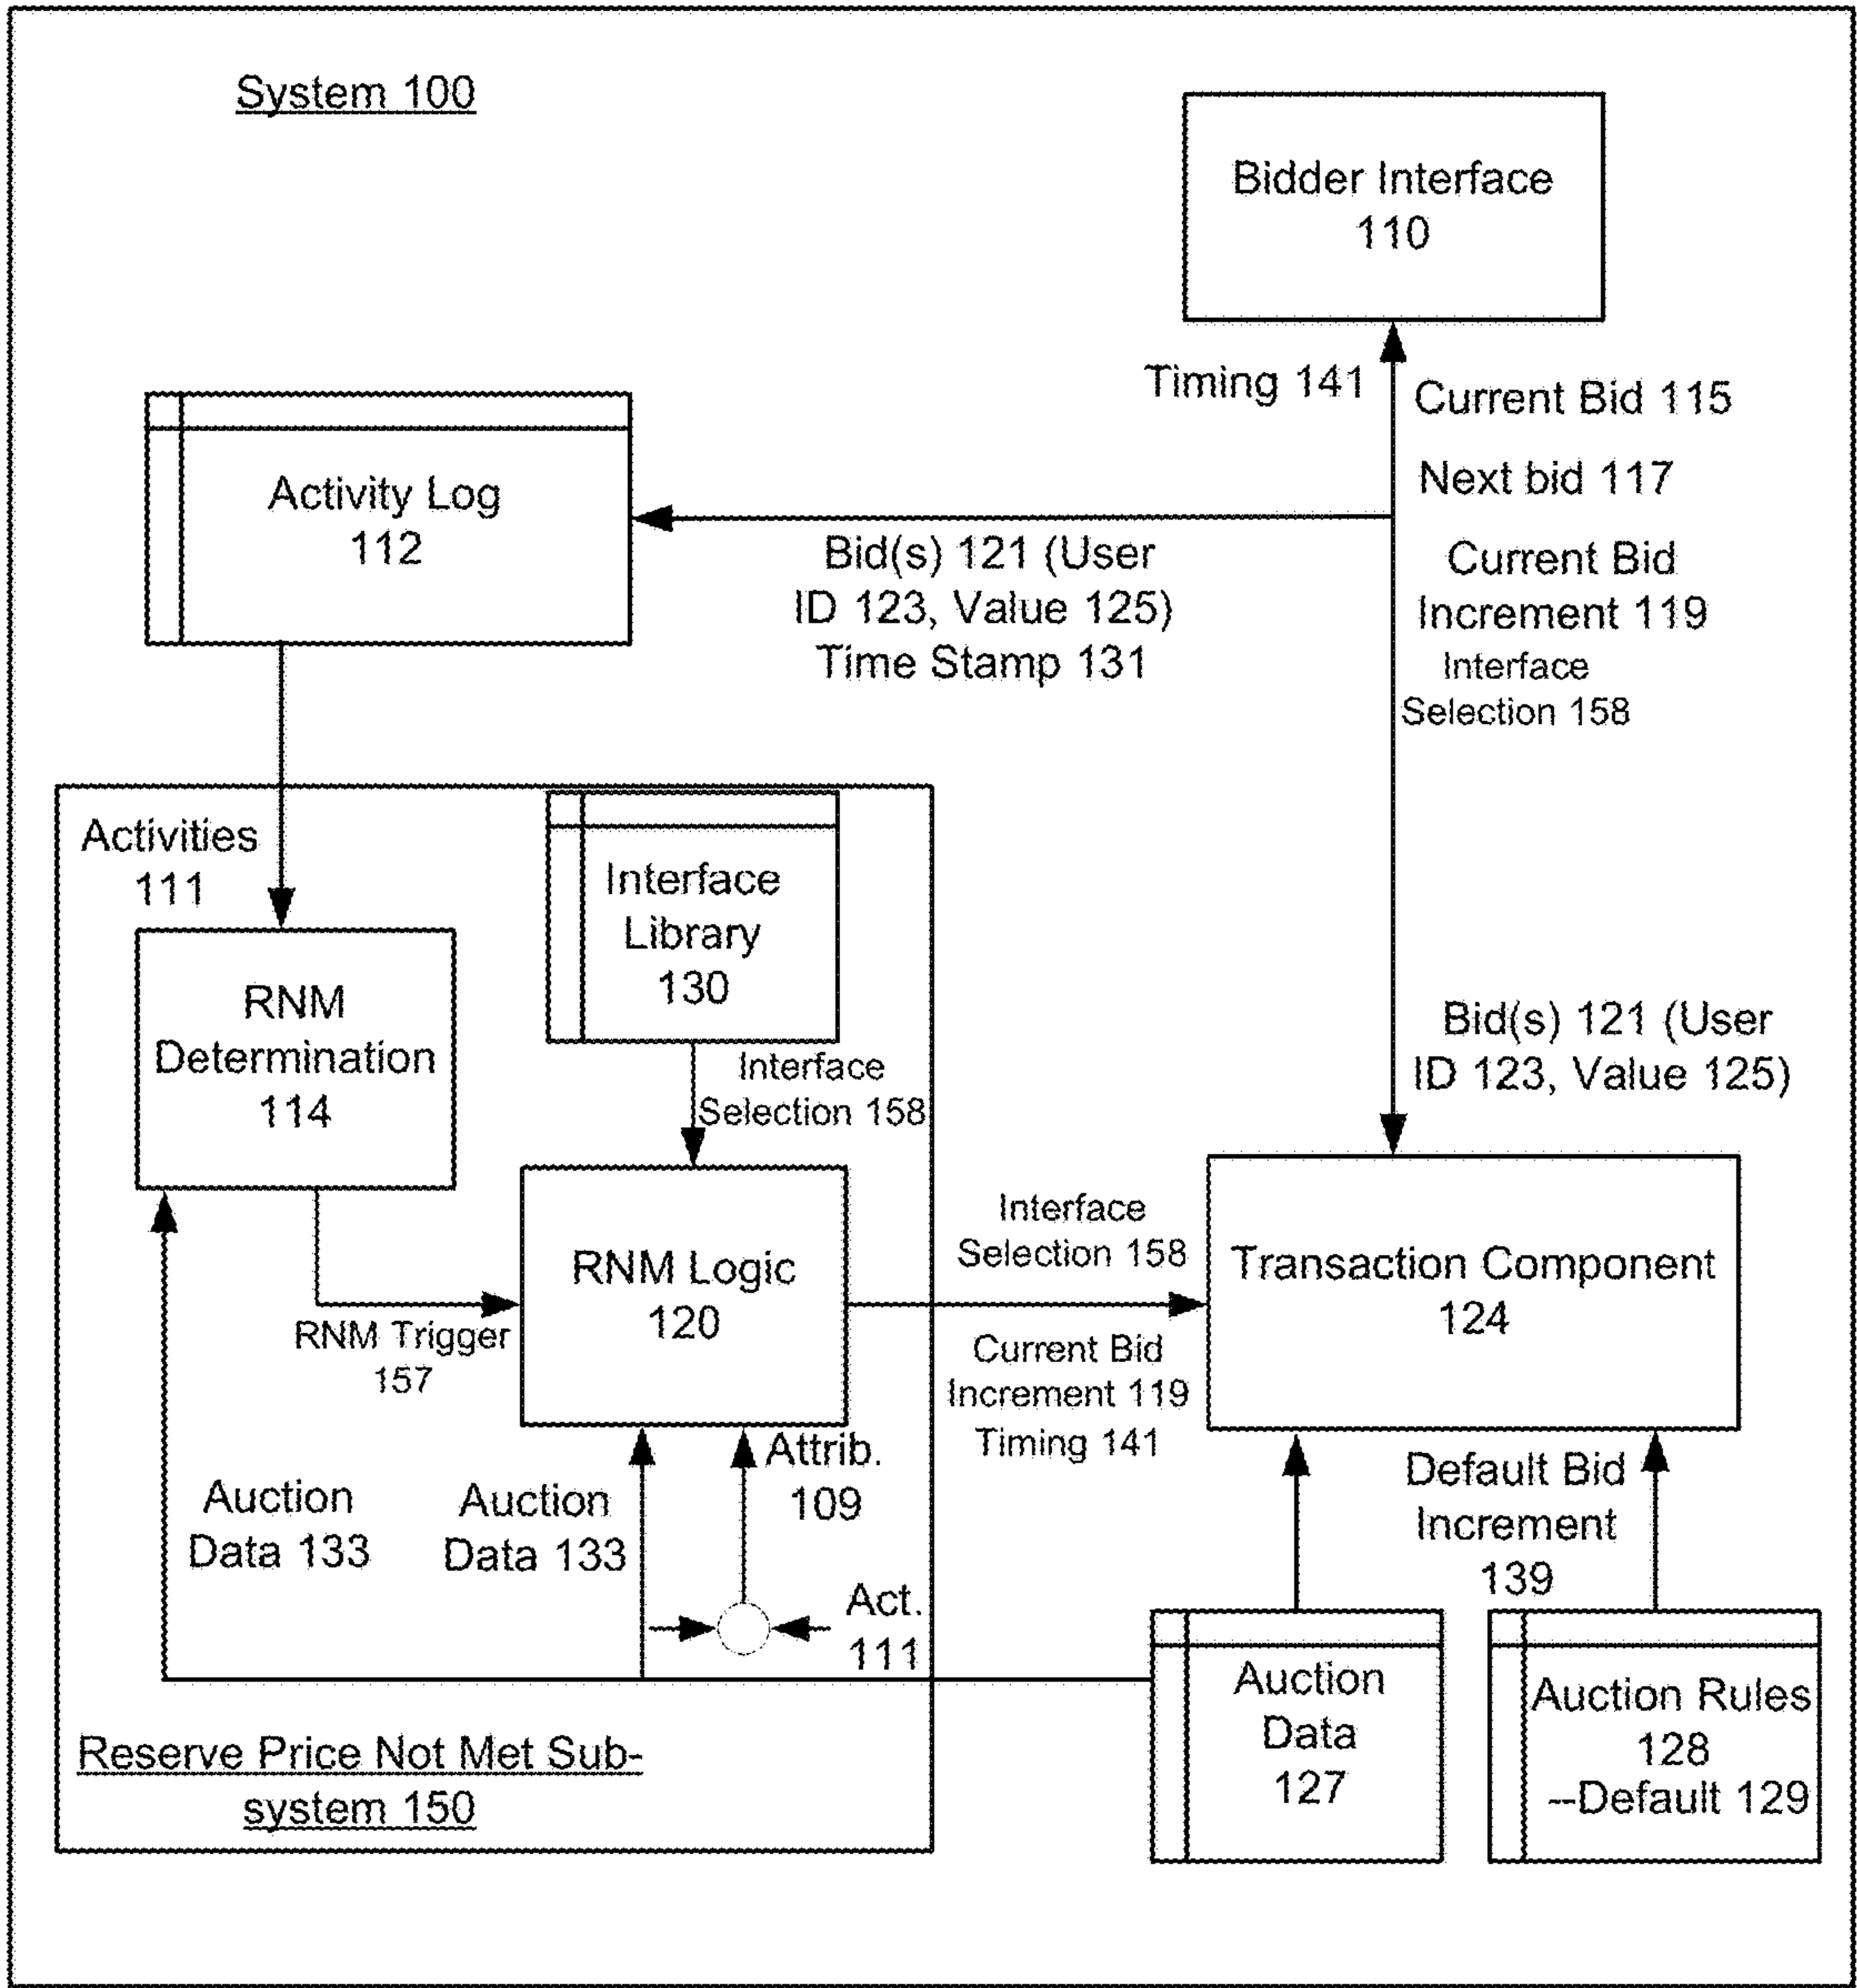 System 100
Bidder Interface
110
Timing 141
Current Bid 115
Next bid 117
Current Bid
Increment 119
Interface
Selection 158
Activity Log
112
Bid(s) 121 (User
ID 123, Value 125)
Time Stamp 131
Activities
111
Interface
Library
130
RNM
Determination
114
Interface
Selection 158
Bid(s) 121 (User
ID 123, Value 125)
RNM Logic
120
RNM Trigger
157
Interface
Selection 158
Current Bid
Increment 119
Timing 141
Transaction Component
124
Auction
Data 133
Auction
Data 133
Attrib.
109
Act.
111
Default Bid
Increment
139
Auction
Data
127
Auction Rules
128
--Default 129
Reserve Price Not Met Sub-
system 150